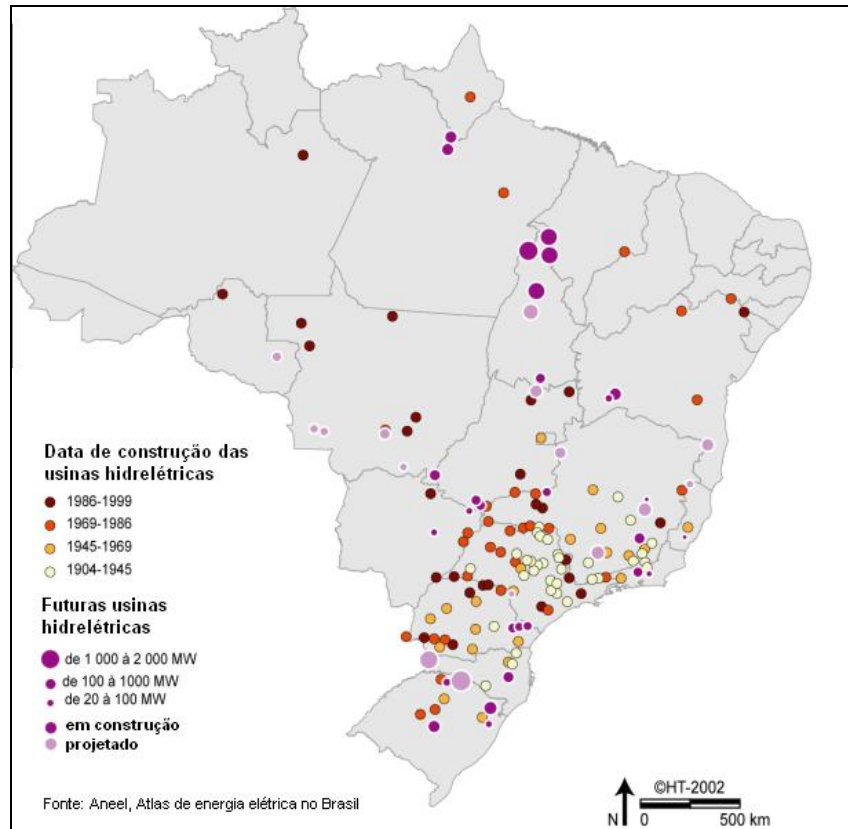 Data de construção das
usinas hidrelétricas
1986-1999
1969-1986
1945-1969
1904-1945
Futuras usinas
hidrelétricas
de 1 000 à 2 000 MW
de 100 à 1000 MW
de 20 à 100 MW
em construção
projetado
Fonte: Aneel, Atlas de energia elétrica no Brasil
©HT-2002
N 0 500 km